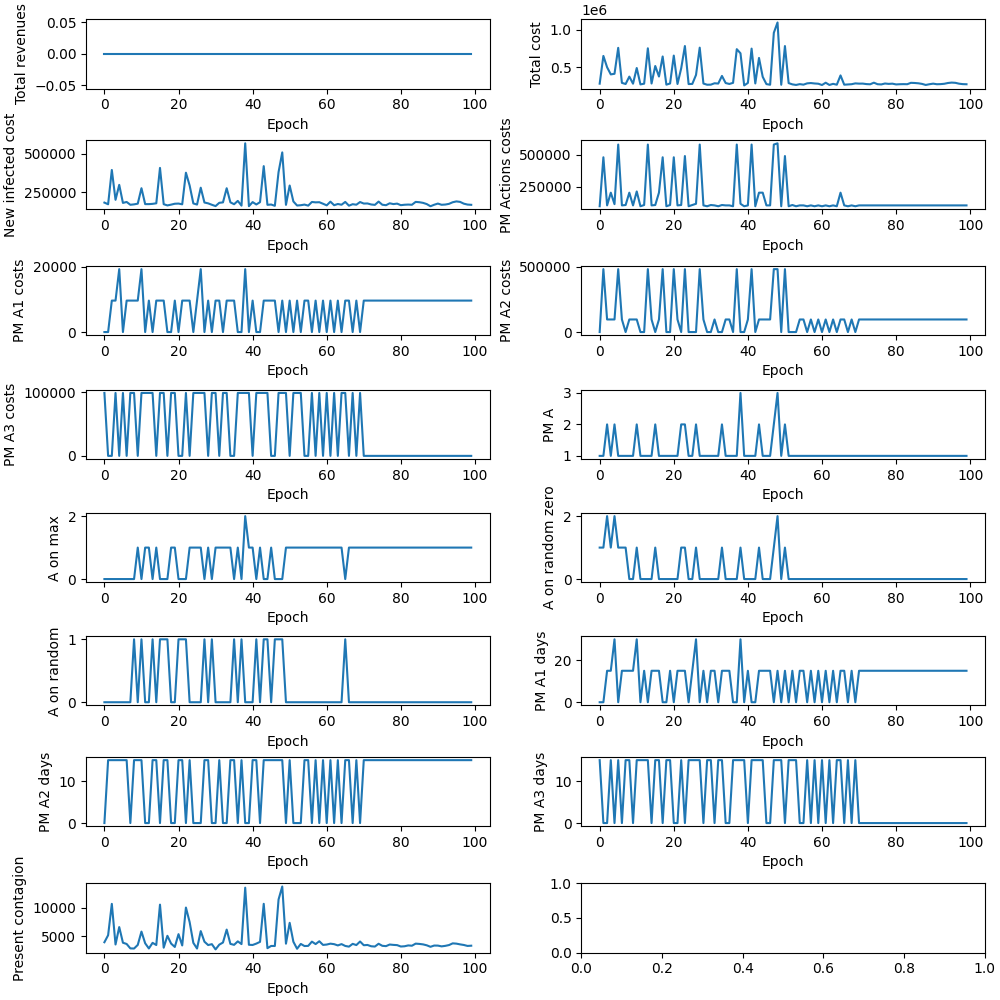 Total revenues
0.05
0.00
−0.05
0 20 40 60 80 100
Epoch
Total cost
1e6
1.0
0.5
0 20 40 60 80 100
Epoch
New infected cost
500000
250000
0 20 40 60 80 100
Epoch
PM Actions costs
500000
250000
0 20 40 60 80 100
Epoch
PM A1 costs
20000
0
0 20 40 60 80 100
Epoch
PM A2 costs
500000
0
0 20 40 60 80 100
Epoch
PM A3 costs
100000
0
0 20 40 60 80 100
Epoch
PM A
3
2
1
0 20 40 60 80 100
Epoch
A on max
2
0
0 20 40 60 80 100
Epoch
A on random zero
2
0
0 20 40 60 80 100
Epoch
A on random
1
0
0 20 40 60 80 100
Epoch
PM A1 days
20
0
0 20 40 60 80 100
Epoch
PM A2 days
10
0
0 20 40 60 80 100
Epoch
PM A3 days
10
0
0 20 40 60 80 100
Epoch
Present contagion
10000
5000
0 20 40 60 80 100
Epoch
1.0
0.5
0.0
0.0 0.2 0.4 0.6 0.8 1.0